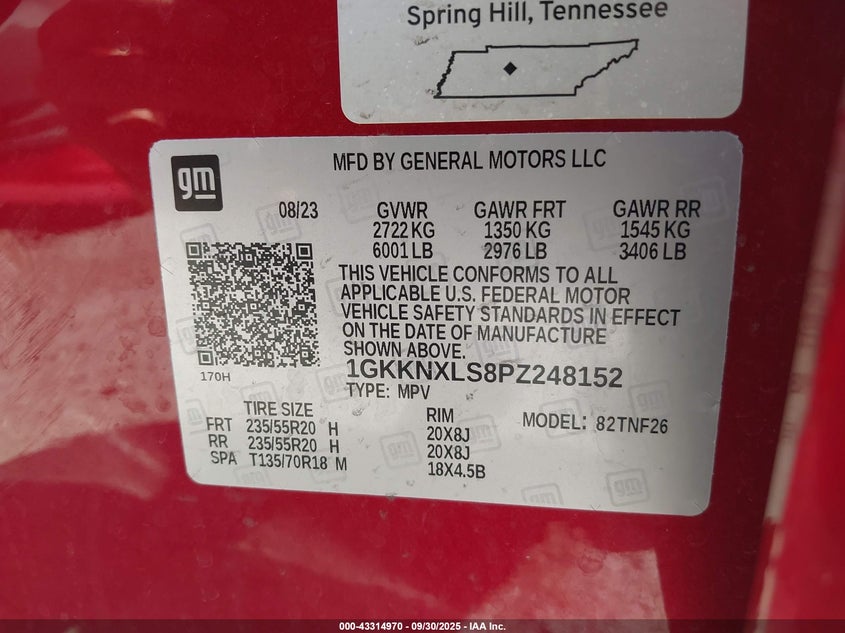 Spring Hill, Tennessee
gm
MFD BY GENERAL MOTORS LLC
08/23 GVWR GAWR FRT GAWR RR
2722 KG 1350 KG 1545 KG
6001 LB 2976 LB 3406 LB
THIS VEHICLE CONFORMS TO ALL
APPLICABLE U.S. FEDERAL MOTOR
VEHICLE SAFETY STANDARDS IN EFFECT
ON THE DATE OF MANUFACTURE
SHOWN ABOVE.
170H
1GKKNXLS8PZ248152
TYPE: MPV
TIRE SIZE RIM MODEL: 82TNF26
FRT 235/55R20 H 20X8J
RR 235/55R20 H 20X8J
SPA T135/70R18 M 18X4.5B
000-43314970 - 09/30/2025 - IAA Inc.